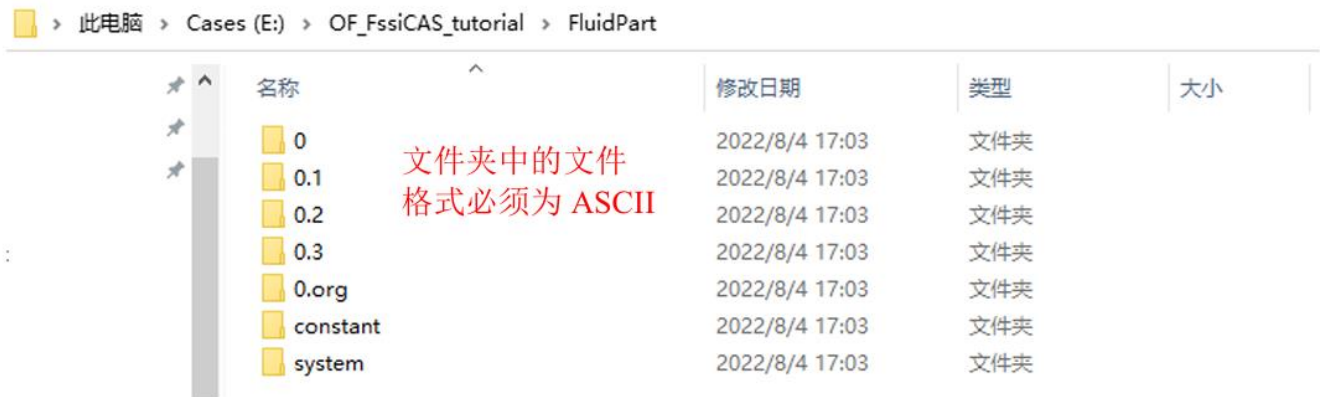 此电脑 > Cases (E:) > OF_FssiCAS_tutorial > FluidPart
名称 修改日期 类型 大小
0 2022/8/4 17:03 文件夹
0.1 2022/8/4 17:03 文件夹
0.2 2022/8/4 17:03 文件夹
0.3 2022/8/4 17:03 文件夹
0.org 2022/8/4 17:03 文件夹
constant 2022/8/4 17:03 文件夹
system 2022/8/4 17:03 文件夹
文件夹中的文件
格式必须为 ASCII